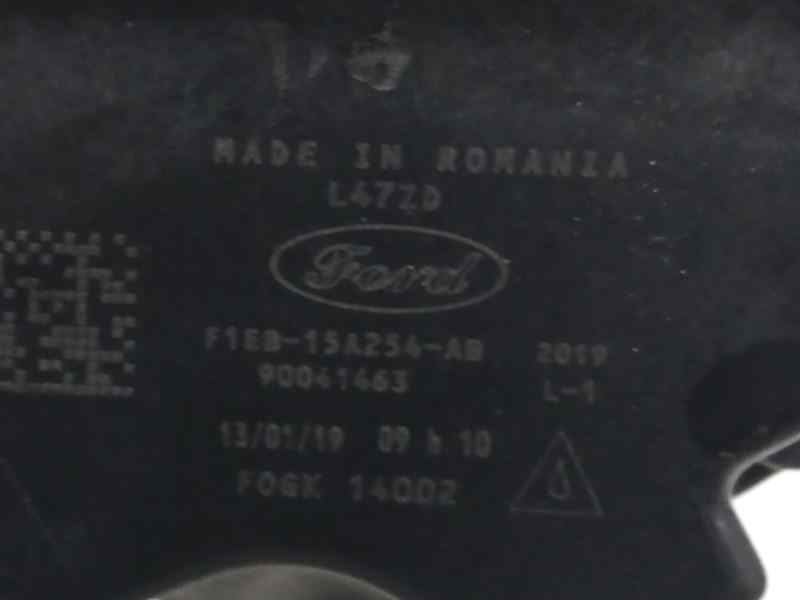 MADE IN ROMANIA
L47ZD
Ford
F1EB-15A254-AB 2019
90041463 L-1
13/01/19 09 h 10
FOGK 14002